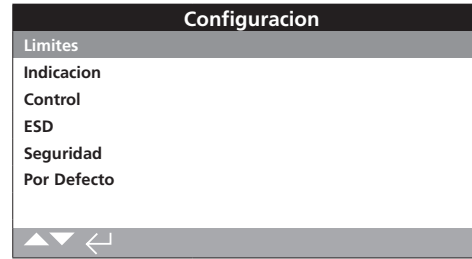 Configuracion
Limites
Indicacion
Control
ESD
Seguridad
Por Defecto